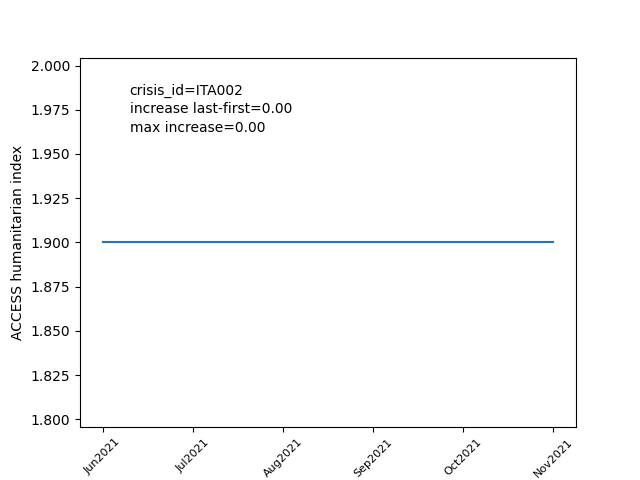 2.000
1.975
1.950
1.925
1.900
1.875
1.850
1.825
1.800
ACCESS humanitarian index
crisis_id=ITA002
increase last-first=0.00
max increase=0.00
Jun2021
Jul2021
Aug2021
Sep2021
Oct2021
Nov2021